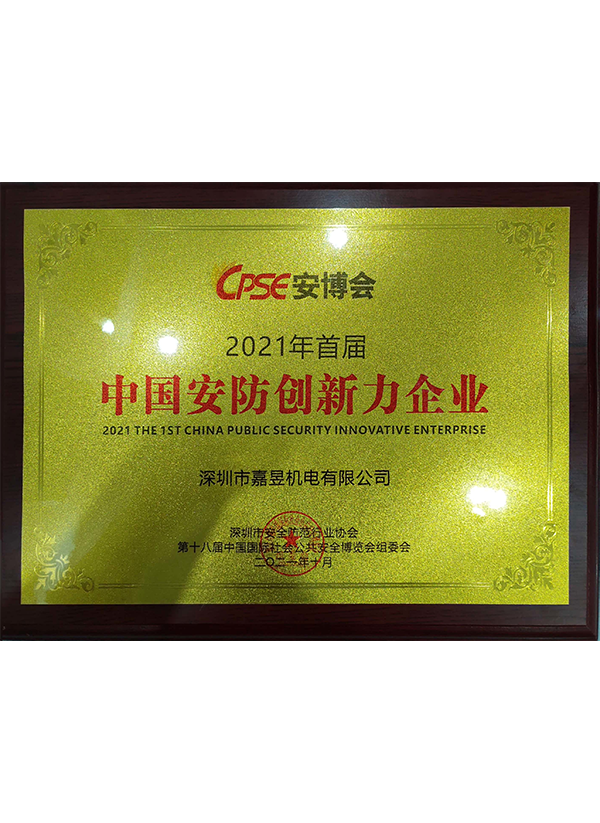 CPSE安博会
2021年首届
中国安防创新力企业
2021 THE 1ST CHINA PUBLIC SECURITY INNOVATIVE ENTERPRISE
深圳市嘉昱机电有限公司
深圳市安全防范行业协会
第十八届中国国际社会公共安全博览会组委会
二〇二一年十月